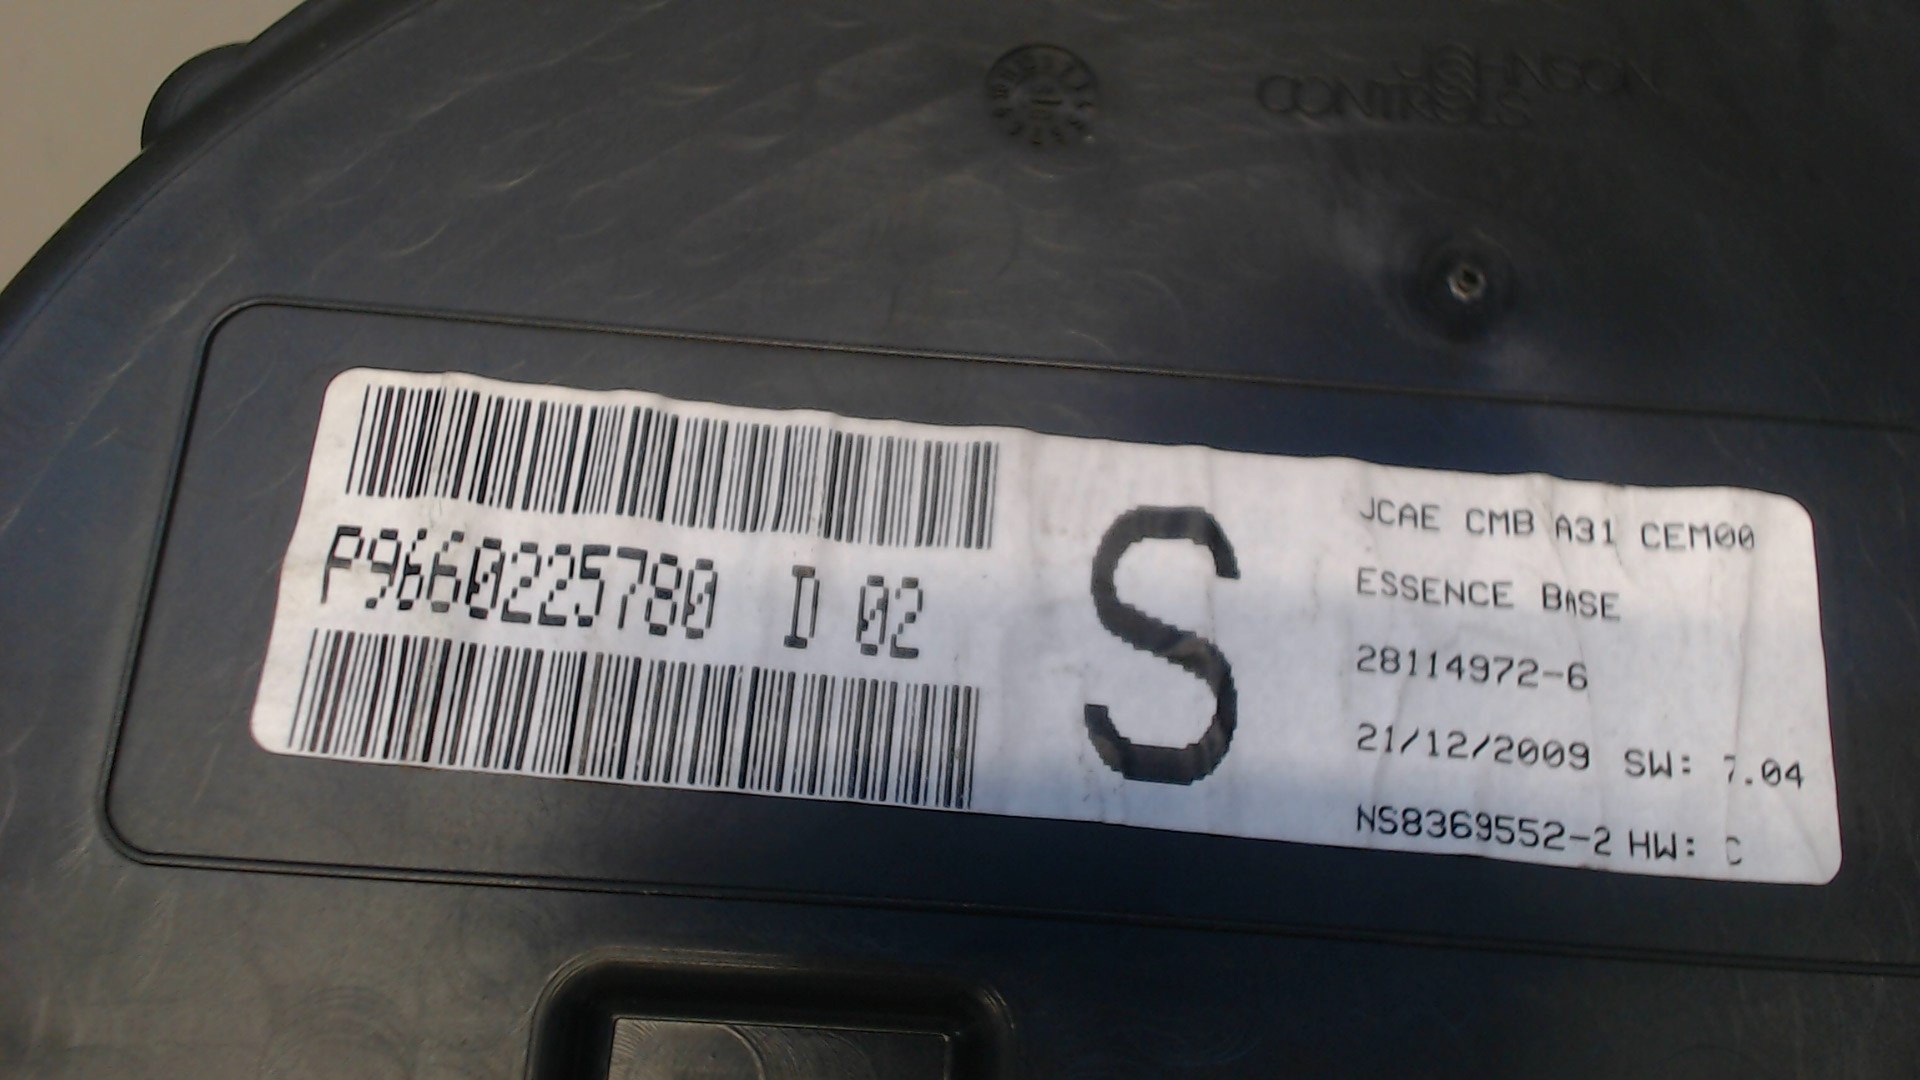 JOHNSON
CONTROLS
P9660225780 D 02
S
JCAE CMB A31 CEM00
ESSENCE BASE
28114972-6
21/12/2009 SW: 7.04
NS8369552-2 HW: C